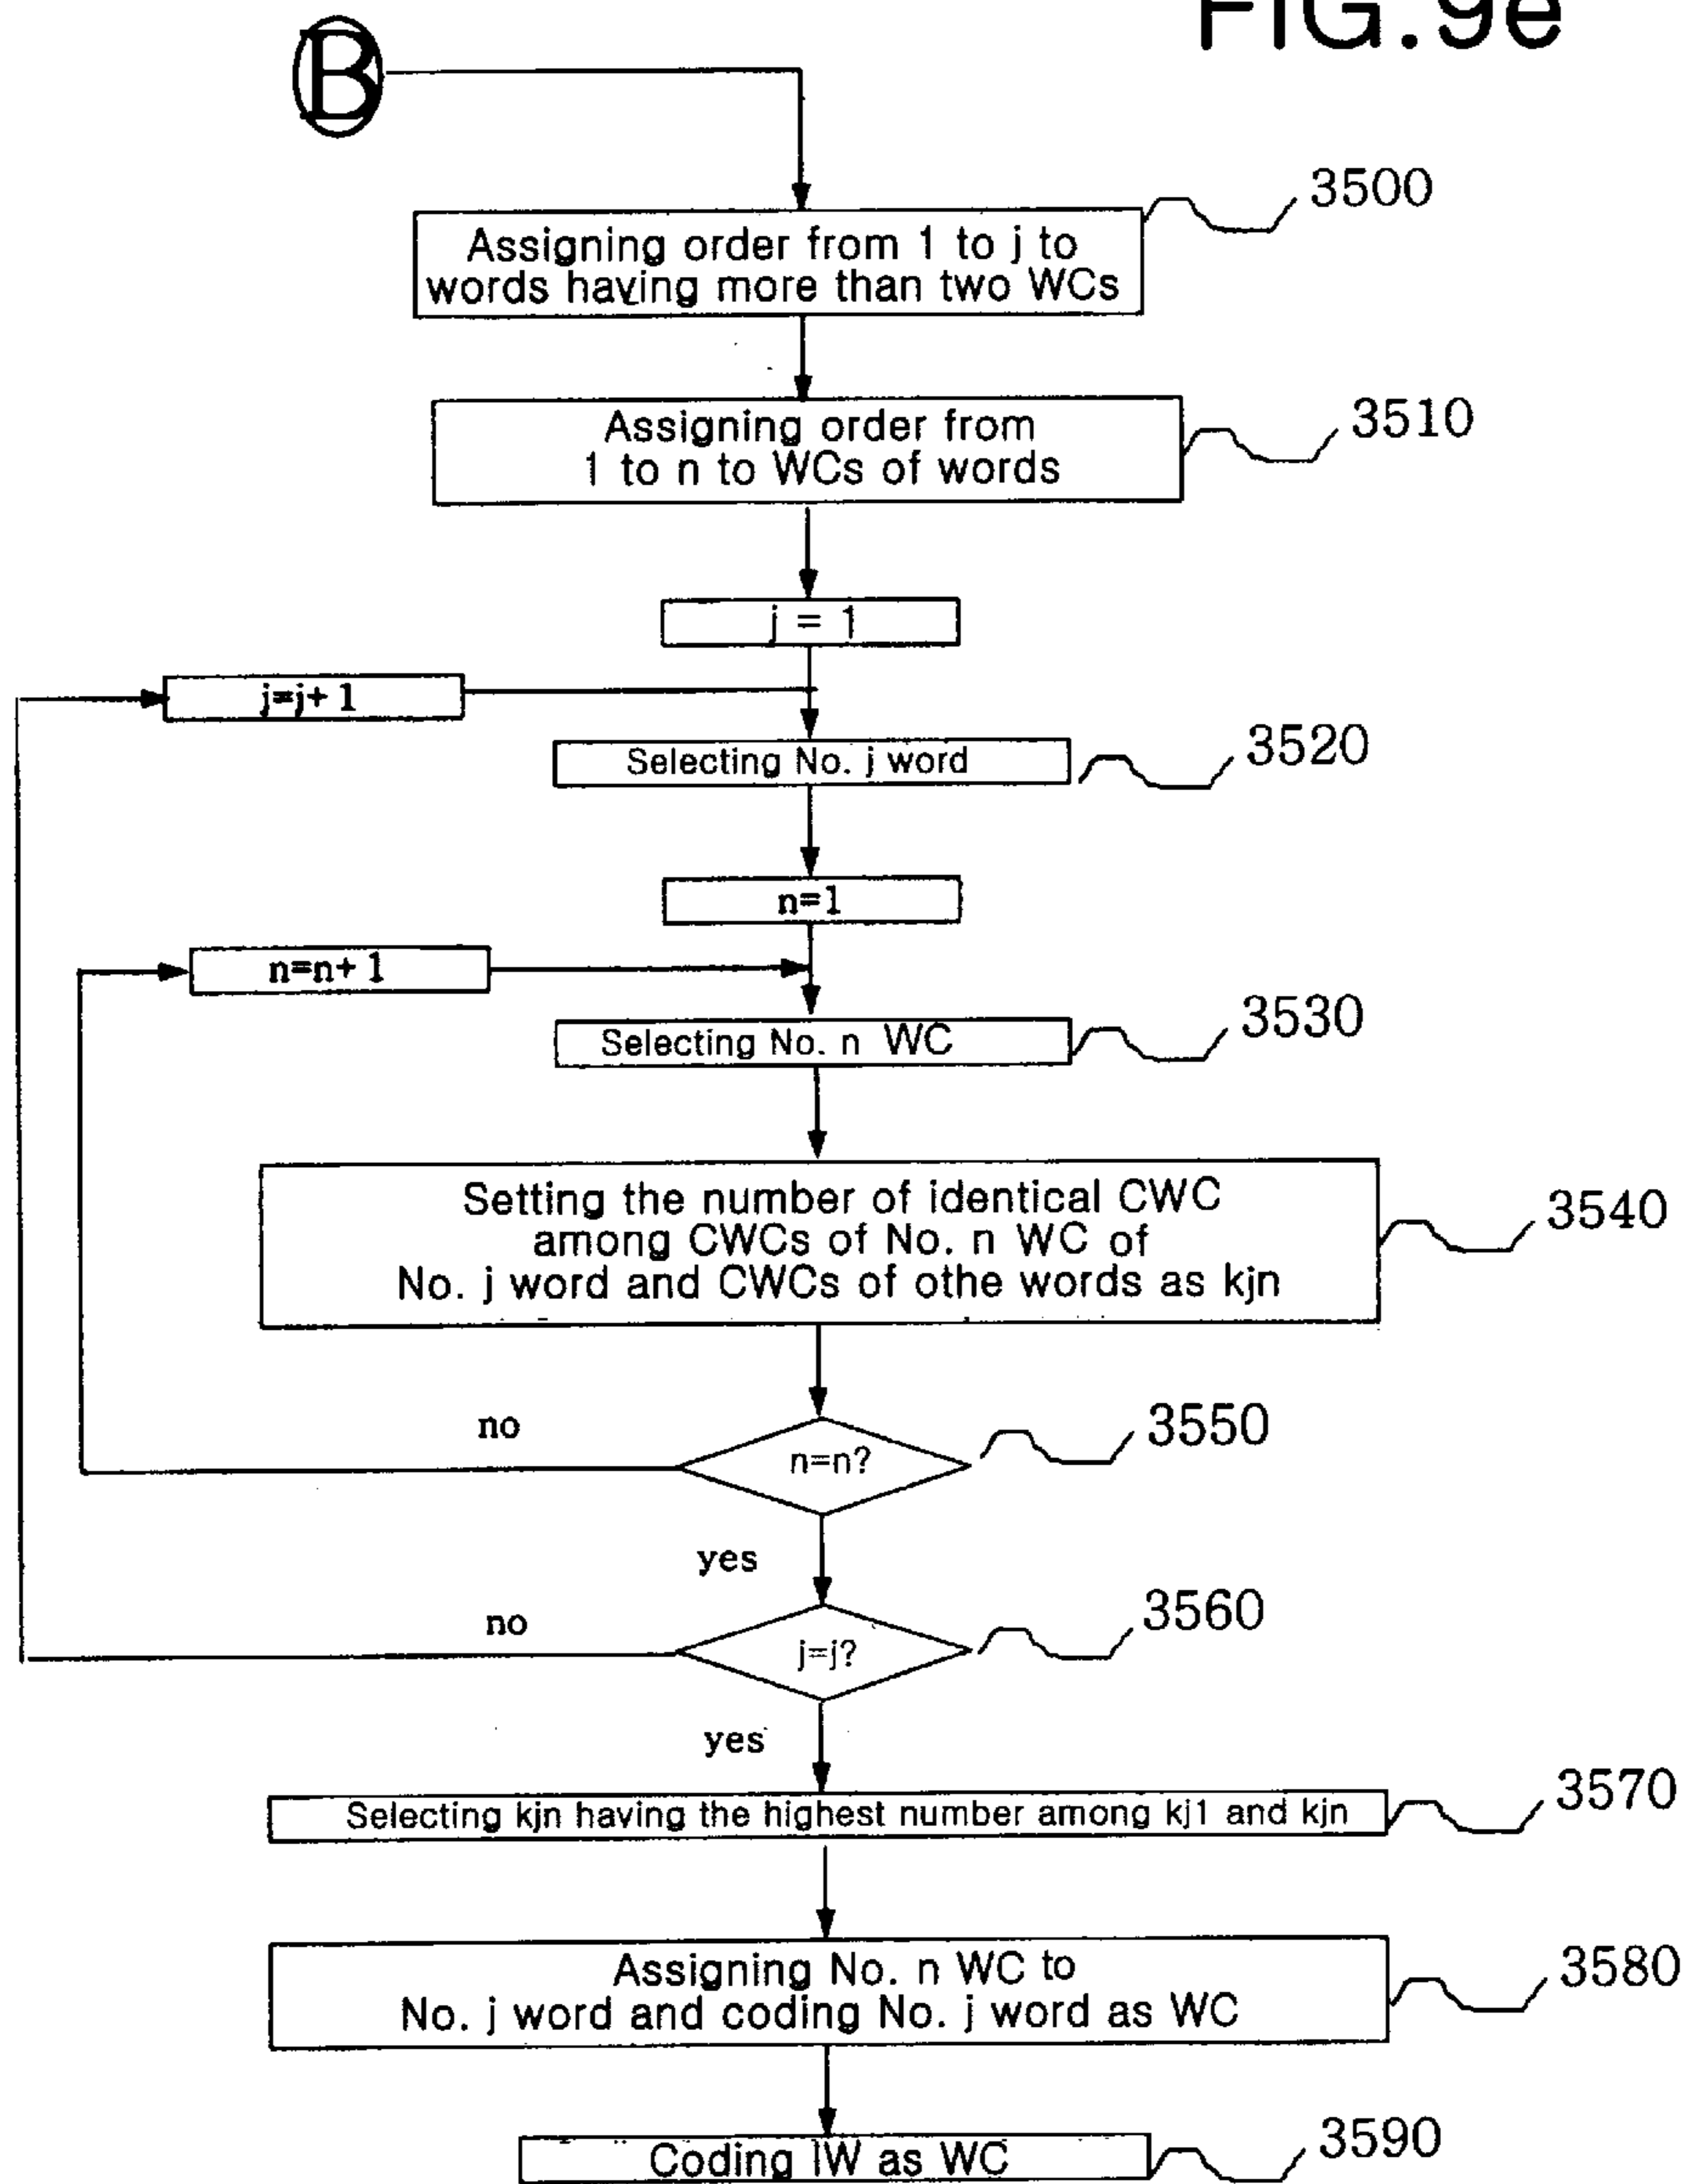 FIG.9e
B
3500
Assigning order from 1 to j to
words having more than two WCs
3510
Assigning order from
1 to n to WCs of words
j = 1
j=j+1
3520
Selecting No. j word
n=1
n=n+1
3530
Selecting No. n WC
3540
Setting the number of identical CWC
among CWCs of No. n WC of
No. j word and CWCs of othe words as kjn
no
3550
n=n?
yes
3560
no
j=j?
yes
3570
Selecting kjn having the highest number among kj1 and kjn
3580
Assigning No. n WC to
No. j word and coding No. j word as WC
3590
Coding IW as WC